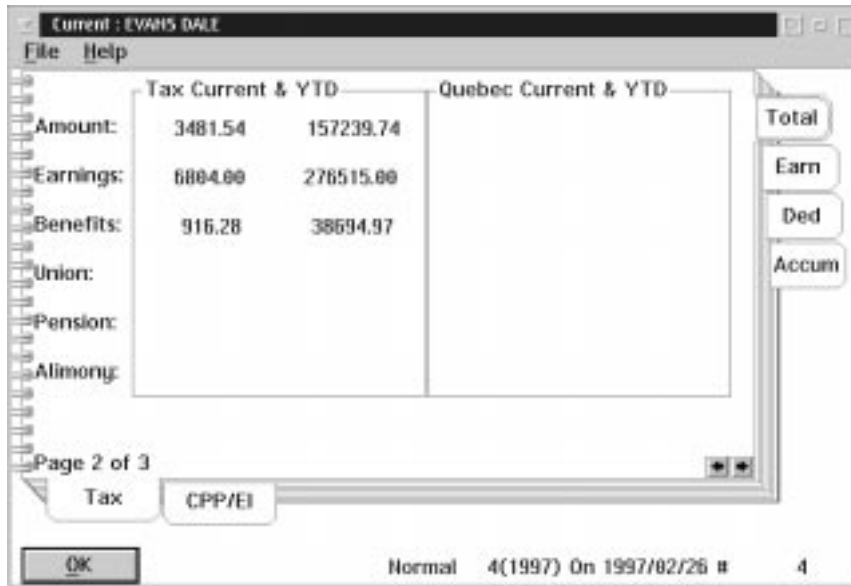 Current : EVANS DALE
File Help
Tax Current & YTD Quebec Current & YTD
Amount: 3481.54 157239.74
Earnings: 6804.00 276515.00
Benefits: 916.28 38694.97
Union:
Pension:
Alimony:
Page 2 of 3
Total
Earn
Ded
Accum
Tax CPP/EI
OK Normal 4(1997) On 1997/02/26 # 4